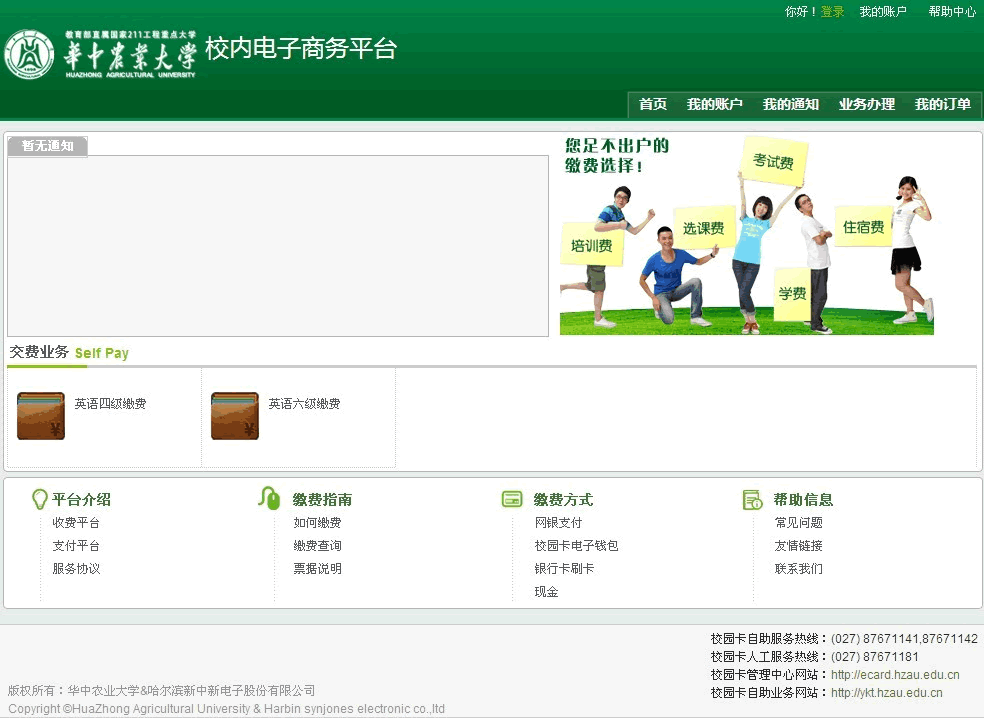 你好！登录 我的账户 帮助中心
教育部直属国家211工程重点大学
华中农业大学 校内电子商务平台
HUAZHONG AGRICULTURAL UNIVERSITY
首页 我的账户 我的通知 业务办理 我的订单
暂无通知
您足不出户的
缴费选择！
考试费
培训费
选课费
住宿费
学费
交费业务 Self Pay
英语四级缴费 英语六级缴费
平台介绍
收费平台
支付平台
服务协议
缴费指南
如何缴费
缴费查询
票据说明
缴费方式
网银支付
校园卡电子钱包
银行卡刷卡
现金
帮助信息
常见问题
友情链接
联系我们
校园卡自助服务热线：(027) 87671141,87671142
校园卡人工服务热线：(027) 87671181
校园卡管理中心网站：http://ecard.hzau.edu.cn
校园卡自助业务网站：http://ykt.hzau.edu.cn
版权所有：华中农业大学&哈尔滨新中新电子股份有限公司
Copyright ©HuaZhong Agricultural University & Harbin synjones electronic co.,ltd